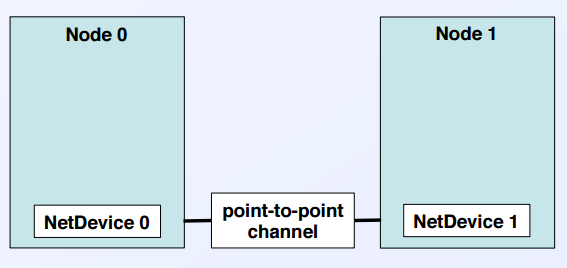 Node 0
Node 1
NetDevice 0
point-to-point
channel
NetDevice 1